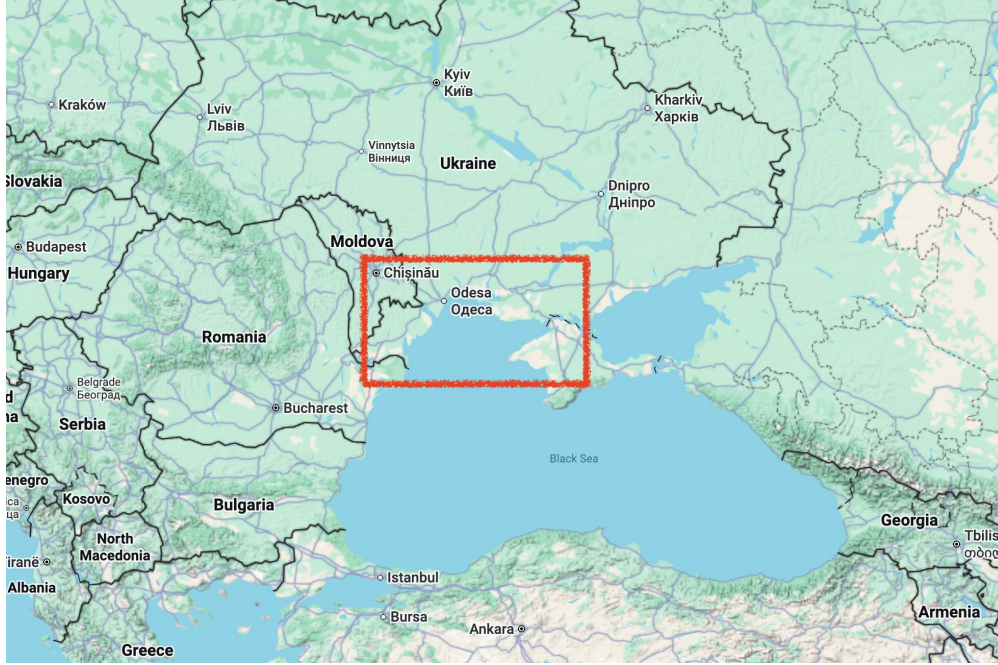 Kyiv
Київ
Kraków
Kharkiv
Харків
Lviv
Львів
Vinnytsia
Вінниця
Ukraine
Slovakia
Dnipro
Дніпро
Moldova
Budapest
Hungary
Chișinău
Odesa
Одеса
Romania
Belgrade
Београд
Bucharest
Serbia
Black Sea
enegro
Kosovo
Bulgaria
Georgia
North
Macedonia
Tbilis
Tiranë
Istanbul
Albania
Bursa
Armenia
Ankara
Greece